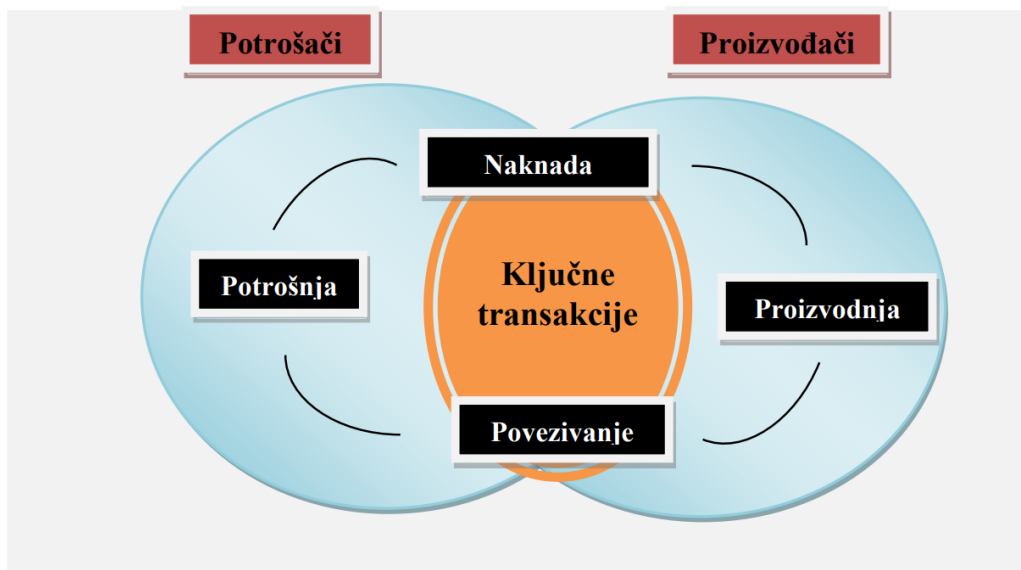 Potrošači
Proizvođači
Naknada
Ključne
transakcije
Potrošnja
Proizvodnja
Povezivanje